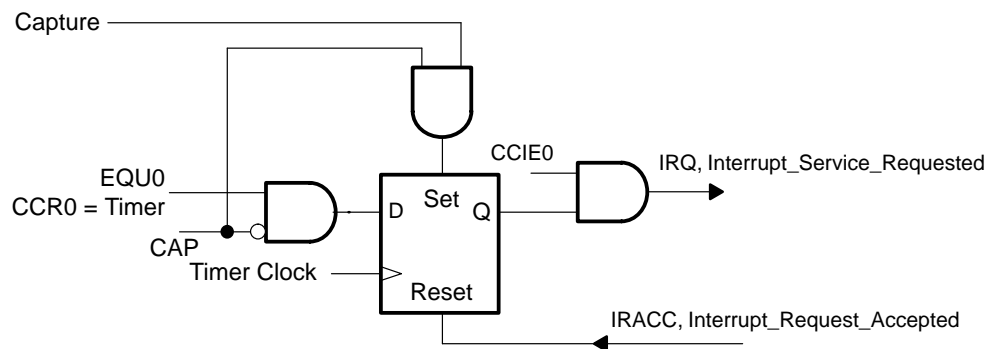 Capture
CCIE0
IRQ, Interrupt_Service_Requested
EQU0
CCR0 = Timer
D
Set
Q
CAP
Timer Clock
Reset
IRACC, Interrupt_Request_Accepted